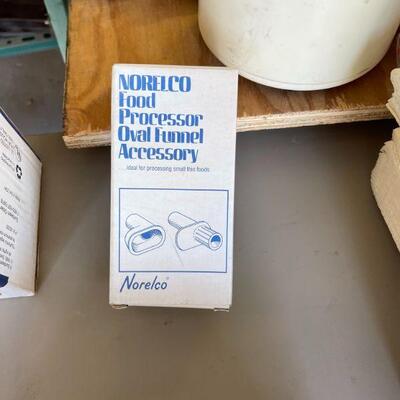 NORELCO
Food
Processor
Oval Funnel
Accessory
...ideal for processing small thin foods
Norelco®